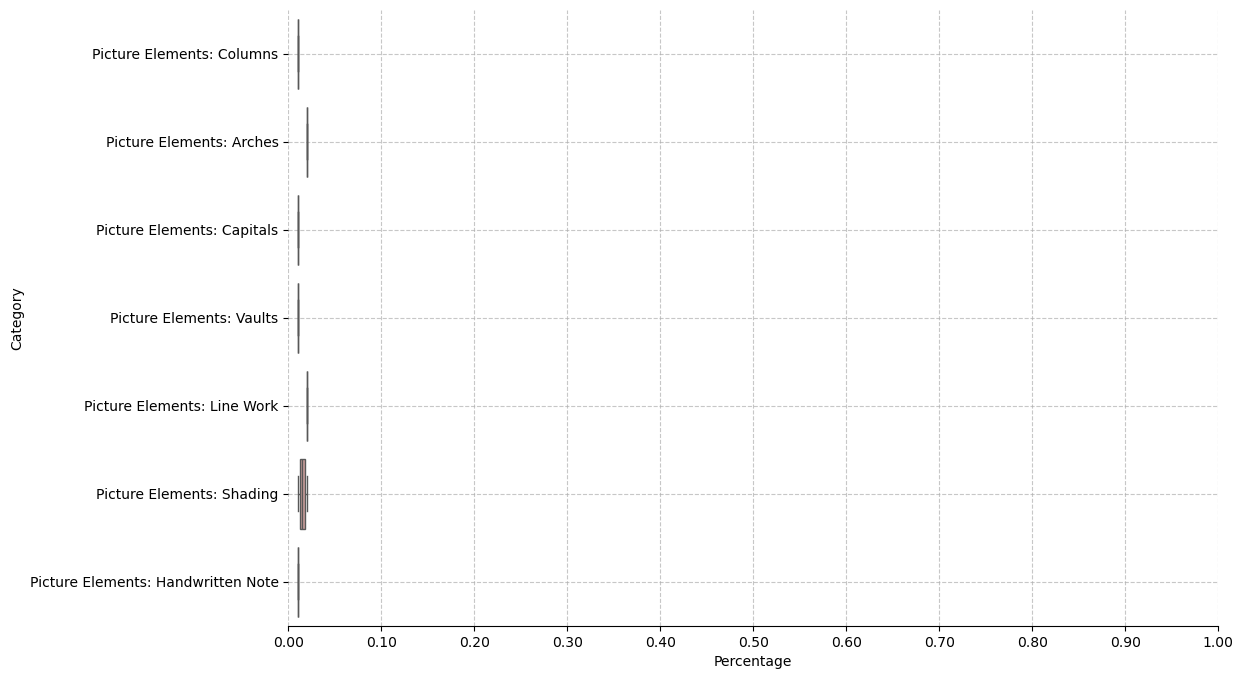 Picture Elements: Columns
Picture Elements: Arches
Picture Elements: Capitals
Picture Elements: Vaults
Picture Elements: Line Work
Picture Elements: Shading
Picture Elements: Handwritten Note
Category
0.00 0.10 0.20 0.30 0.40 0.50 0.60 0.70 0.80 0.90 1.00
Percentage